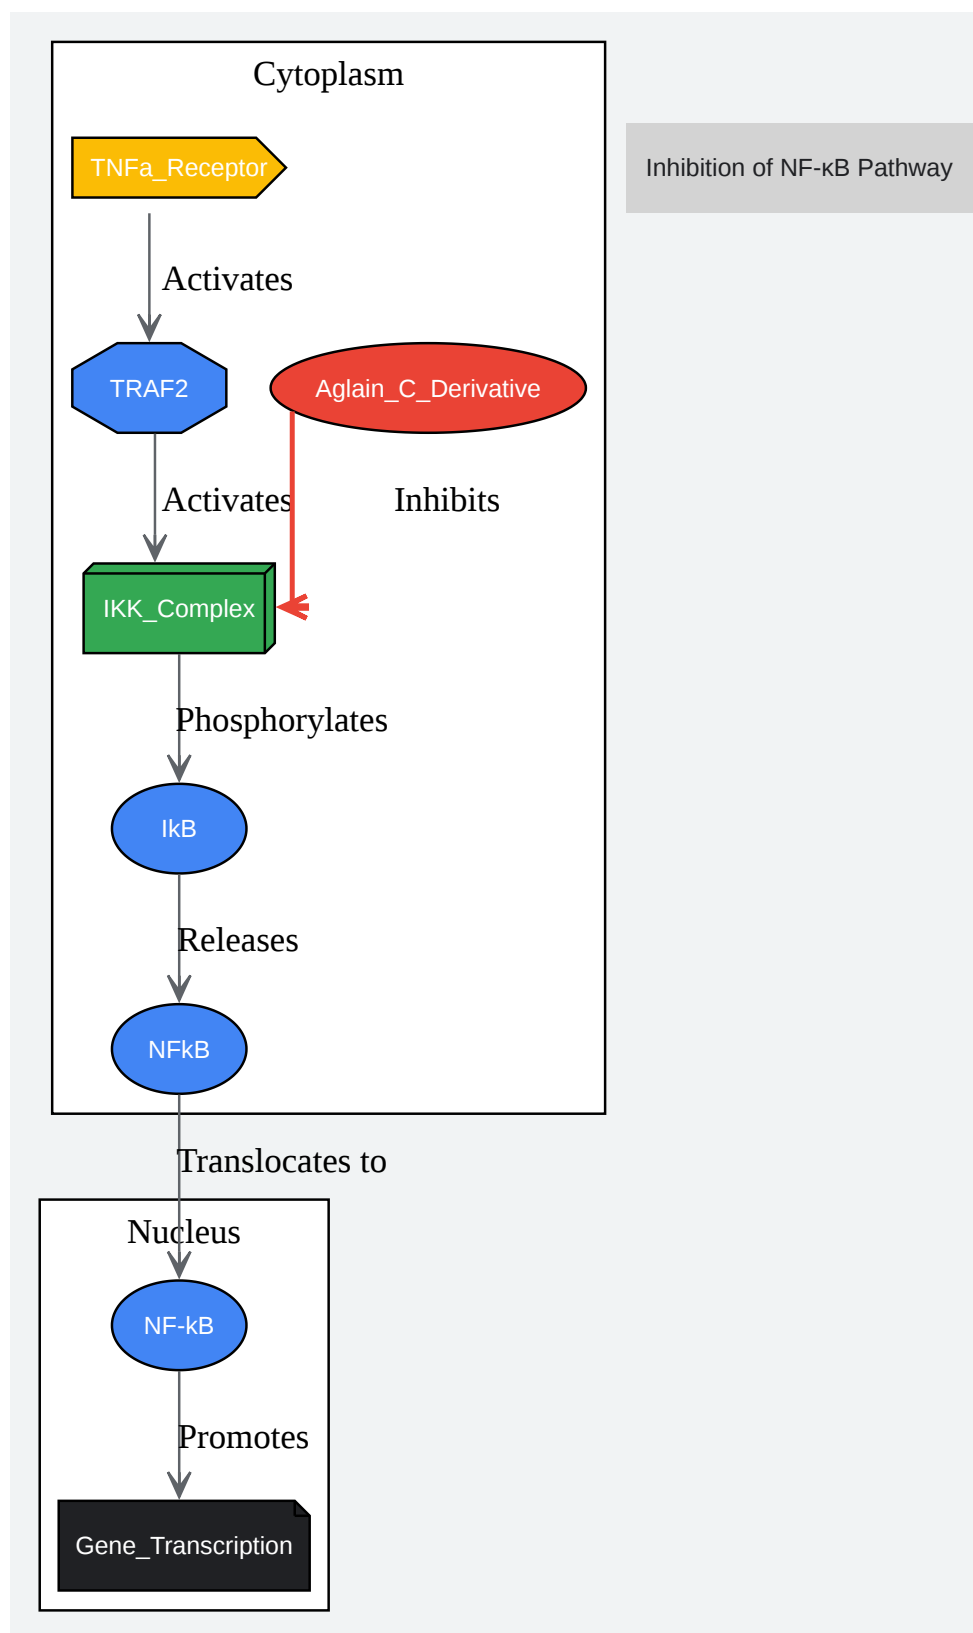 Cytoplasm
TNFa_Receptor
Inhibition of NF-κB Pathway
Activates
TRAF2
Aglain_C_Derivative
Activates
Inhibits
IKK_Complex
Phosphorylates
IkB
Releases
NFkB
Translocates to
Nucleus
NF-kB
Promotes
Gene_Transcription